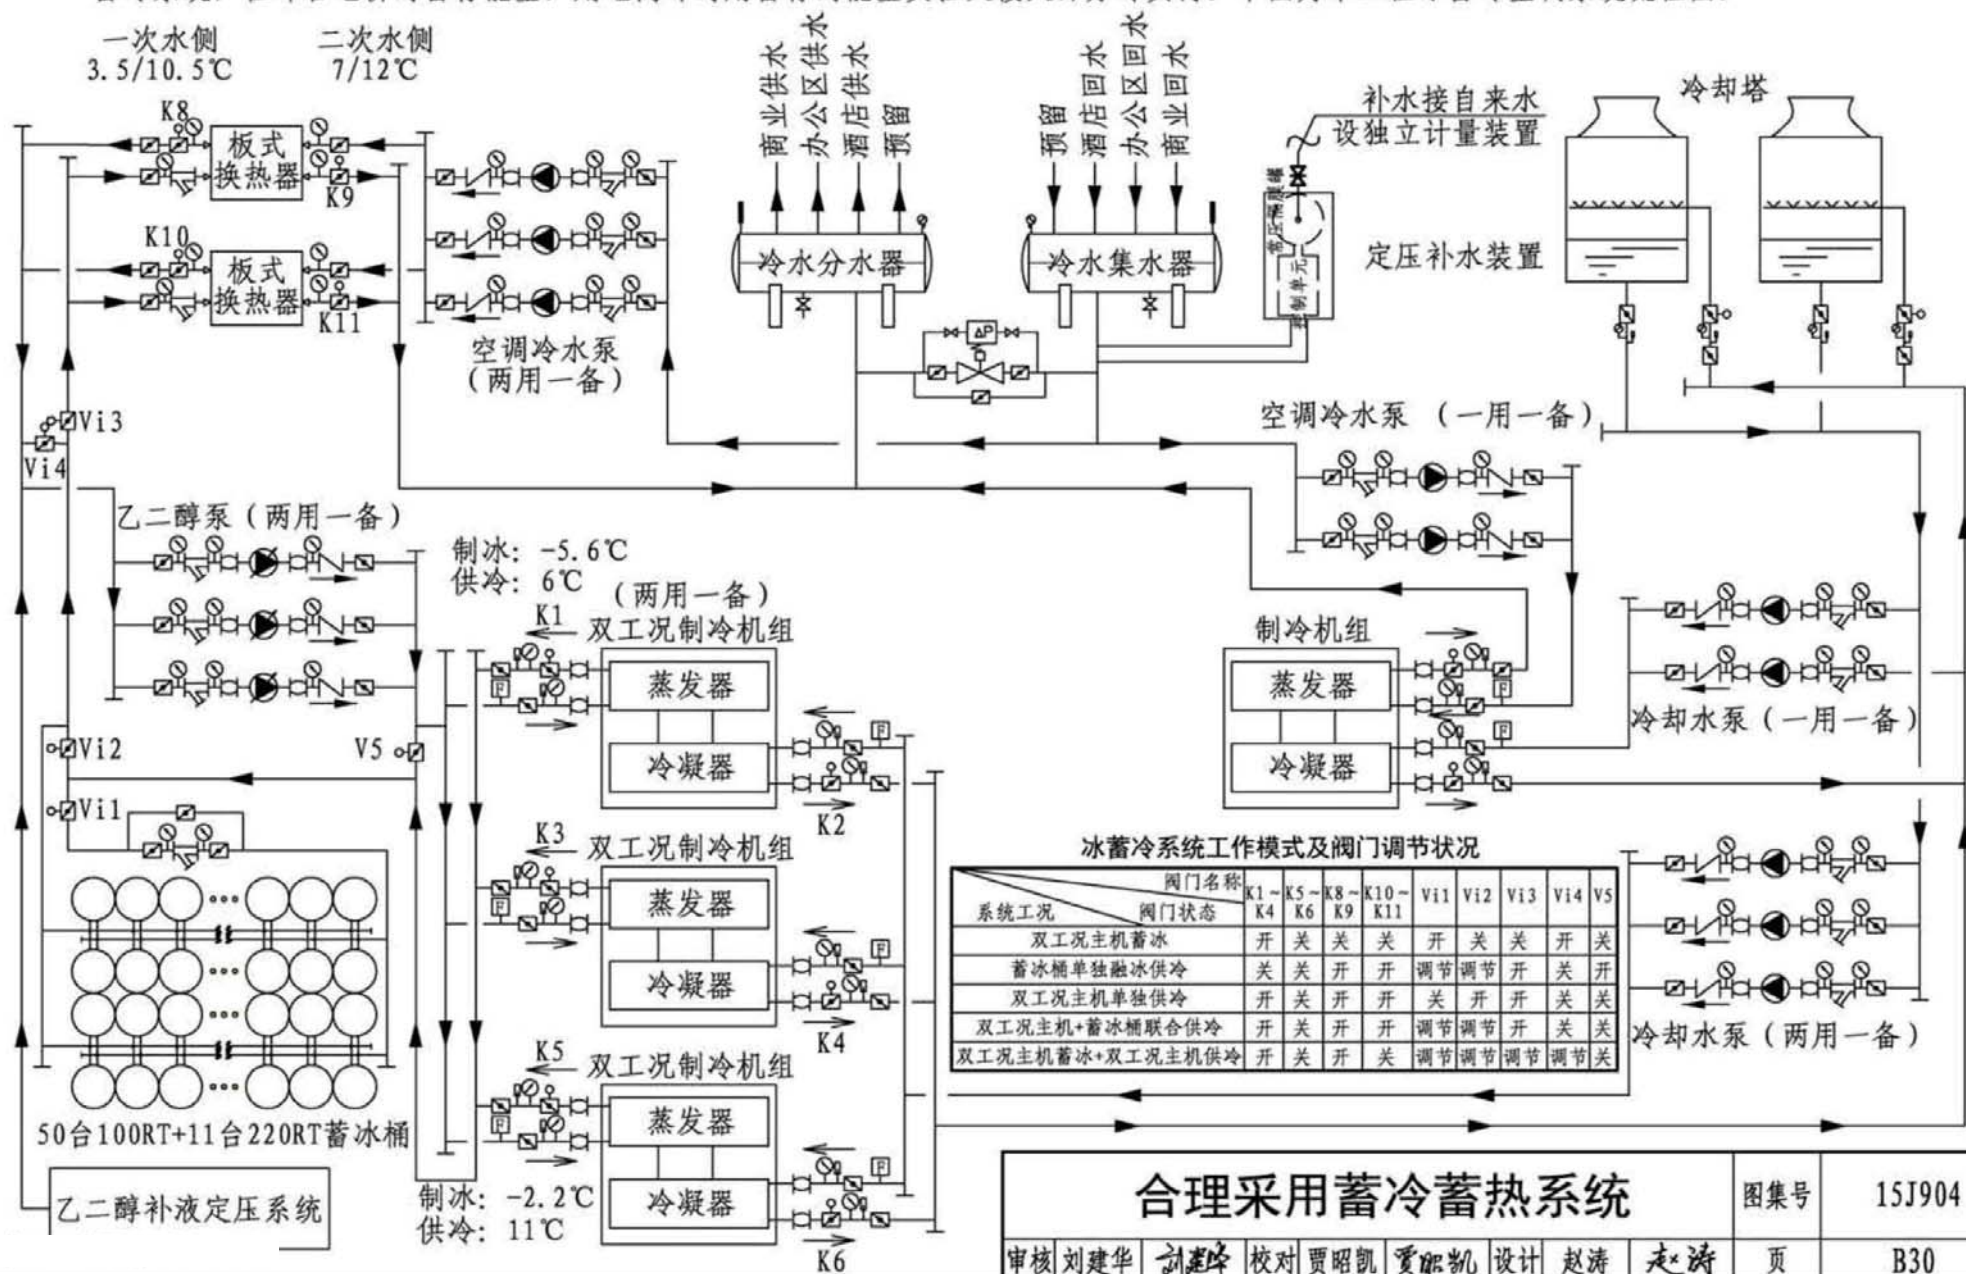 一次水侧
3.5/10.5℃
二次水侧
7/12℃
K8
板式
换热器
K9
K10
板式
换热器
K11
空调冷水泵
(两用一备)
商业供水
办公区供水
酒店供水
预留
冷水分水器
预留
酒店回水
办公区回水
商业回水
冷水集水器
ΔP
补水接自来水
设独立计量装置
常压隔膜罐
控制单元
定压补水装置
冷却塔
Vi3
Vi4
乙二醇泵(两用一备)
空调冷水泵 (一用一备)
制冰: -5.6℃
供冷: 6℃
(两用一备)
K1
双工况制冷机组
蒸发器
冷凝器
F
F
K2
制冷机组
蒸发器
冷凝器
F
F
冷却水泵(一用一备)
Vi2
V5
Vi1
K3
双工况制冷机组
蒸发器
冷凝器
F
F
K4
K5
双工况制冷机组
蒸发器
冷凝器
F
F
K6
50台100RT+11台220RT蓄冰桶
乙二醇补液定压系统
制冰: -2.2℃
供冷: 11℃
冰蓄冷系统工作模式及阀门调节状况
阀门名称 K1~K4 K5~K6 K8~K9 K10~K11 Vi1 Vi2 Vi3 Vi4 V5
系统工况 阀门状态
双工况主机蓄冰 开 关 关 关 开 关 关 开 关
蓄冰桶单独融冰供冷 关 关 开 开 调节 调节 开 关 开
双工况主机单独供冷 开 关 开 开 关 开 开 关 关
双工况主机+蓄冰桶联合供冷 开 关 开 开 调节 调节 开 关 关
双工况主机蓄冰+双工况主机供冷 开 关 开 关 调节 调节 调节 调节 关
冷却水泵(两用一备)
合理采用蓄冷蓄热系统 图集号 15J904
审核 刘建华 校对 贾昭凯 贾昭凯 设计 赵涛 赵涛 页 B30